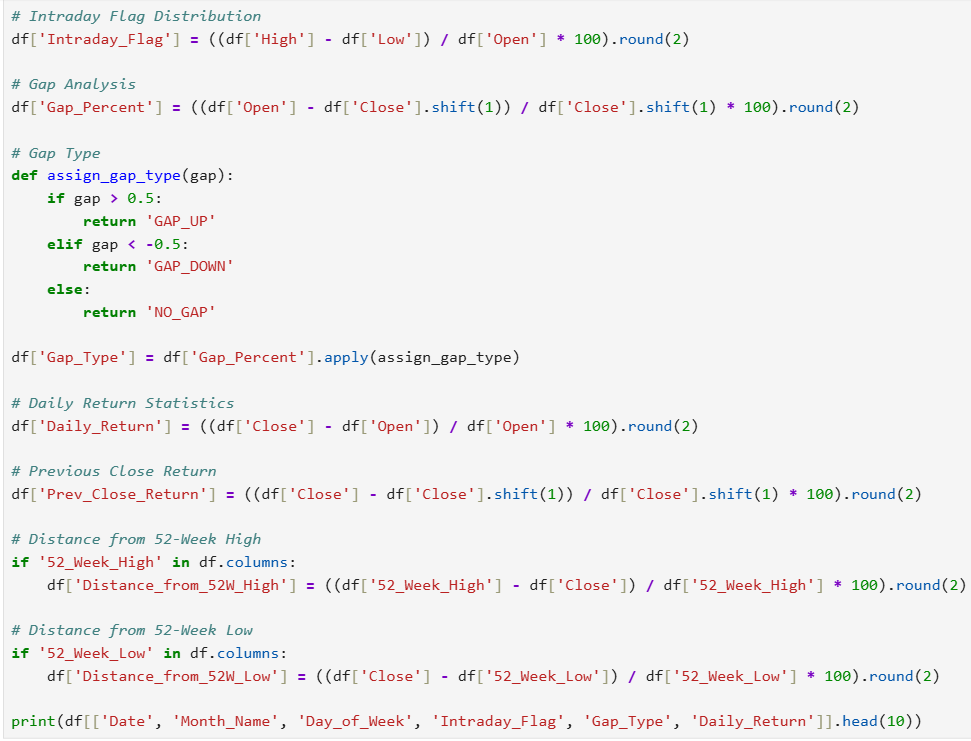 # Intraday Flag Distribution
df['Intraday_Flag'] = ((df['High'] - df['Low']) / df['Open'] * 100).round(2)

# Gap Analysis
df['Gap_Percent'] = ((df['Open'] - df['Close'].shift(1)) / df['Close'].shift(1) * 100).round(2)

# Gap Type
def assign_gap_type(gap):
    if gap > 0.5:
        return 'GAP_UP'
    elif gap < -0.5:
        return 'GAP_DOWN'
    else:
        return 'NO_GAP'

df['Gap_Type'] = df['Gap_Percent'].apply(assign_gap_type)

# Daily Return Statistics
df['Daily_Return'] = ((df['Close'] - df['Open']) / df['Open'] * 100).round(2)

# Previous Close Return
df['Prev_Close_Return'] = ((df['Close'] - df['Close'].shift(1)) / df['Close'].shift(1) * 100).round(2)

# Distance from 52-Week High
if '52_Week_High' in df.columns:
    df['Distance_from_52W_High'] = ((df['52_Week_High'] - df['Close']) / df['52_Week_High'] * 100).round(2)

# Distance from 52-Week Low
if '52_Week_Low' in df.columns:
    df['Distance_from_52W_Low'] = ((df['Close'] - df['52_Week_Low']) / df['52_Week_Low'] * 100).round(2)

print(df[['Date', 'Month_Name', 'Day_of_Week', 'Intraday_Flag', 'Gap_Type', 'Daily_Return']].head(10))